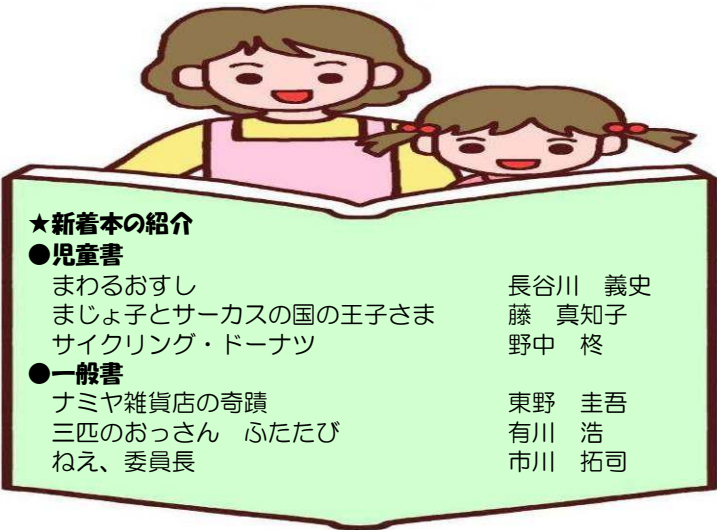 ★新着本の紹介
●児童書
まわるおすし　長谷川　義史
まじょ子とサーカスの国の王子さま　藤　真知子
サイクリング・ドーナツ　野中　柊
●一般書
ナミヤ雑貨店の奇蹟　東野　圭吾
三匹のおっさん　ふたたび　有川　浩
ねえ、委員長　市川　拓司